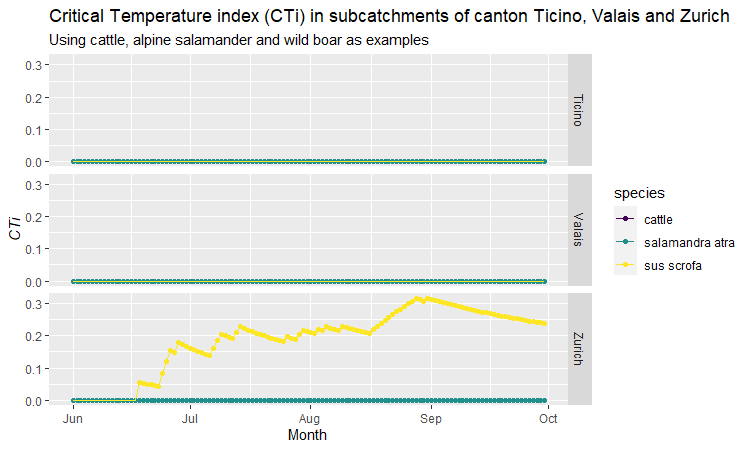 Critical Temperature index (CTi) in subcatchments of canton Ticino, Valais and Zurich
Using cattle, alpine salamander and wild boar as examples
0.3
0.2
0.1
0.0
Ticino
0.3
0.2
0.1
0.0
Valais
0.3
0.2
0.1
0.0
Zurich
CTi
Jun Jul Aug Sep Oct
Month
species
cattle
salamandra atra
sus scrofa